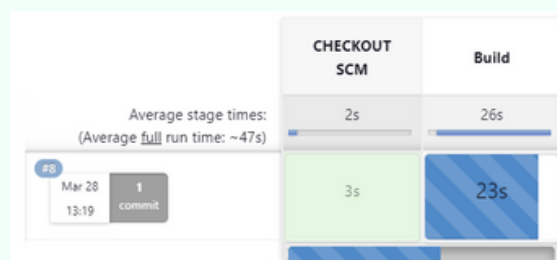 CHECKOUT
SCM
Build
Average stage times:
(Average full run time: ~47s)
2s
26s
#8
Mar 28
13:19
1
commit
3s
23s